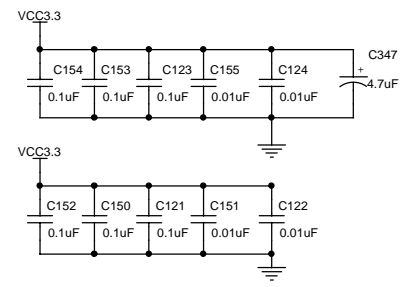 VCC3.3
C347
C154 C153 C123 C155 C124
+
0.1uF 0.1uF 0.1uF 0.01uF 0.01uF 4.7uF
VCC3.3
C152 C150 C121 C151 C122
0.1uF 0.1uF 0.1uF 0.01uF 0.01uF